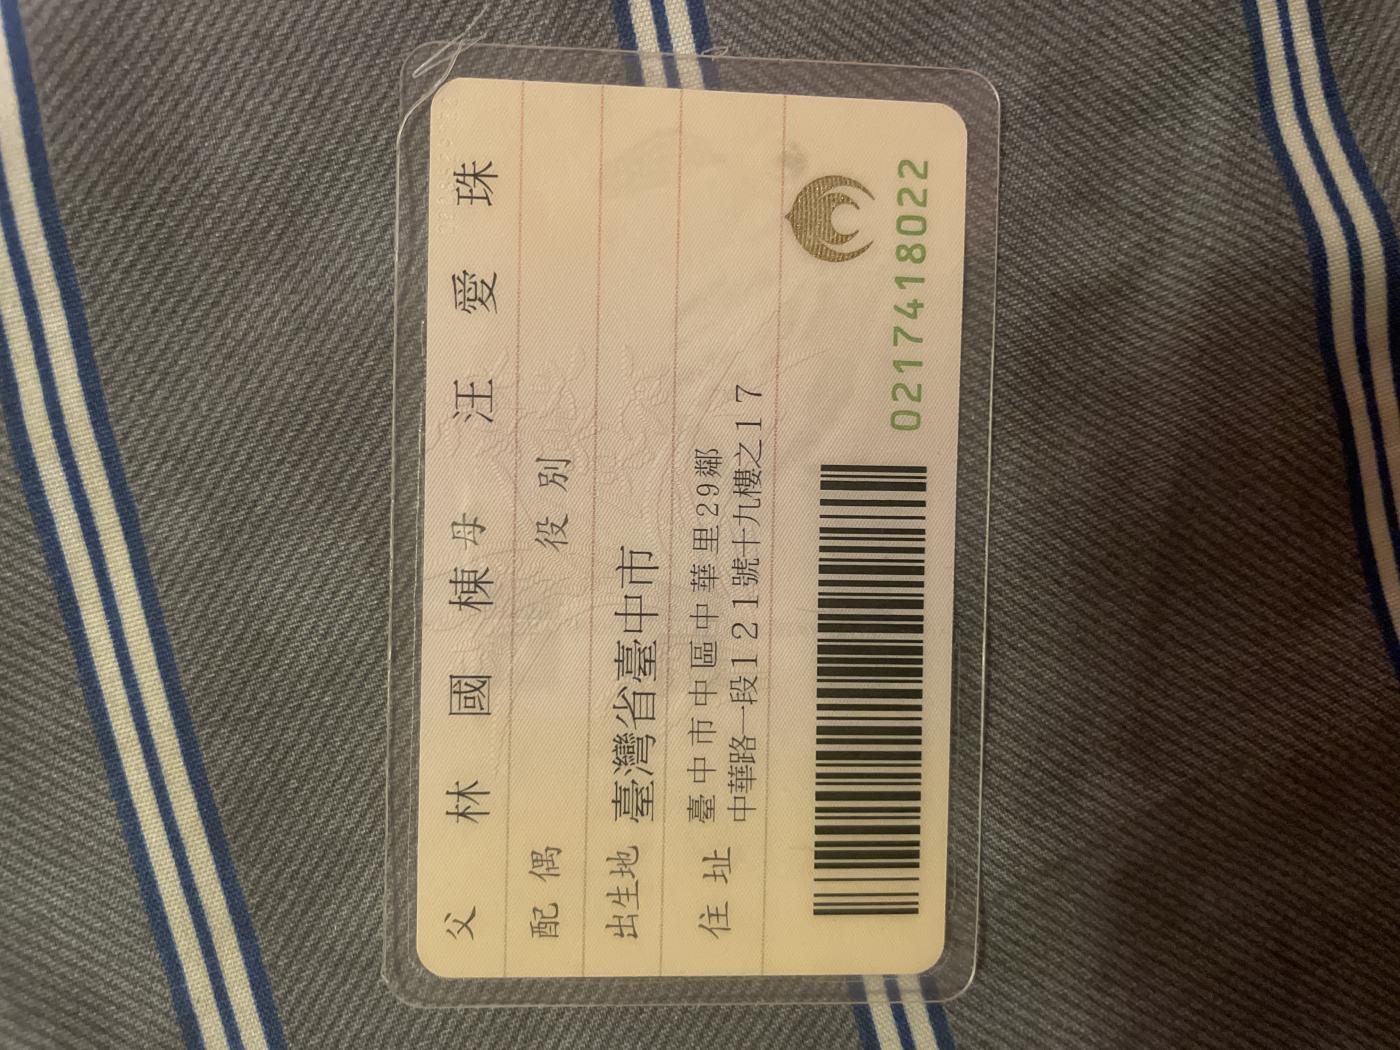 父 林國棟 母 汪愛珠
配偶 役別
出生地 臺灣省臺中市
住址 臺中市中區中華里29鄰
中華路一段121號十九樓之17
0217418022